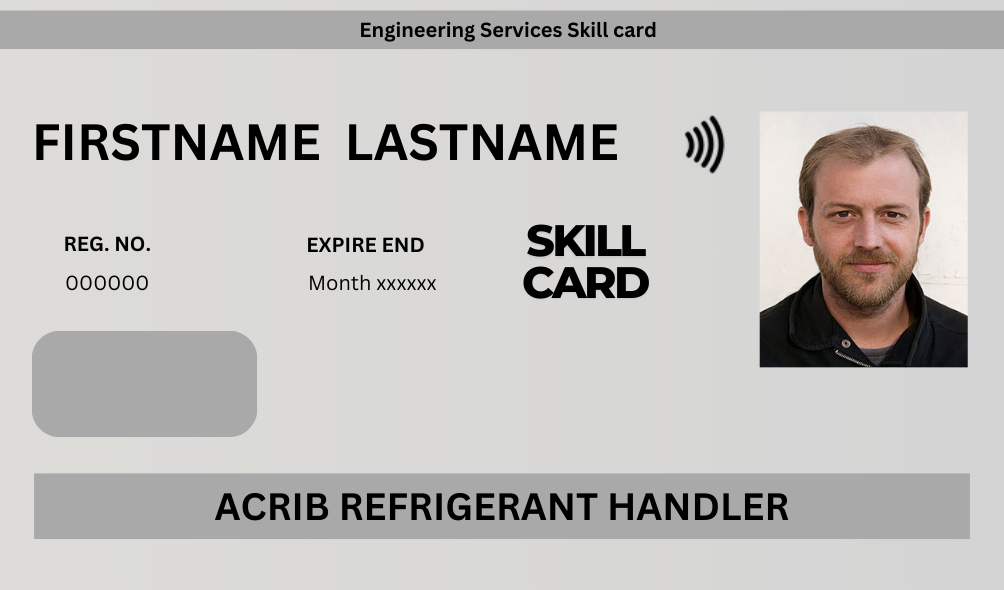 Engineering Services Skill card
FIRSTNAME LASTNAME
REG. NO.
000000
EXPIRE END
Month xxxxxx
SKILL
CARD
ACRIB REFRIGERANT HANDLER